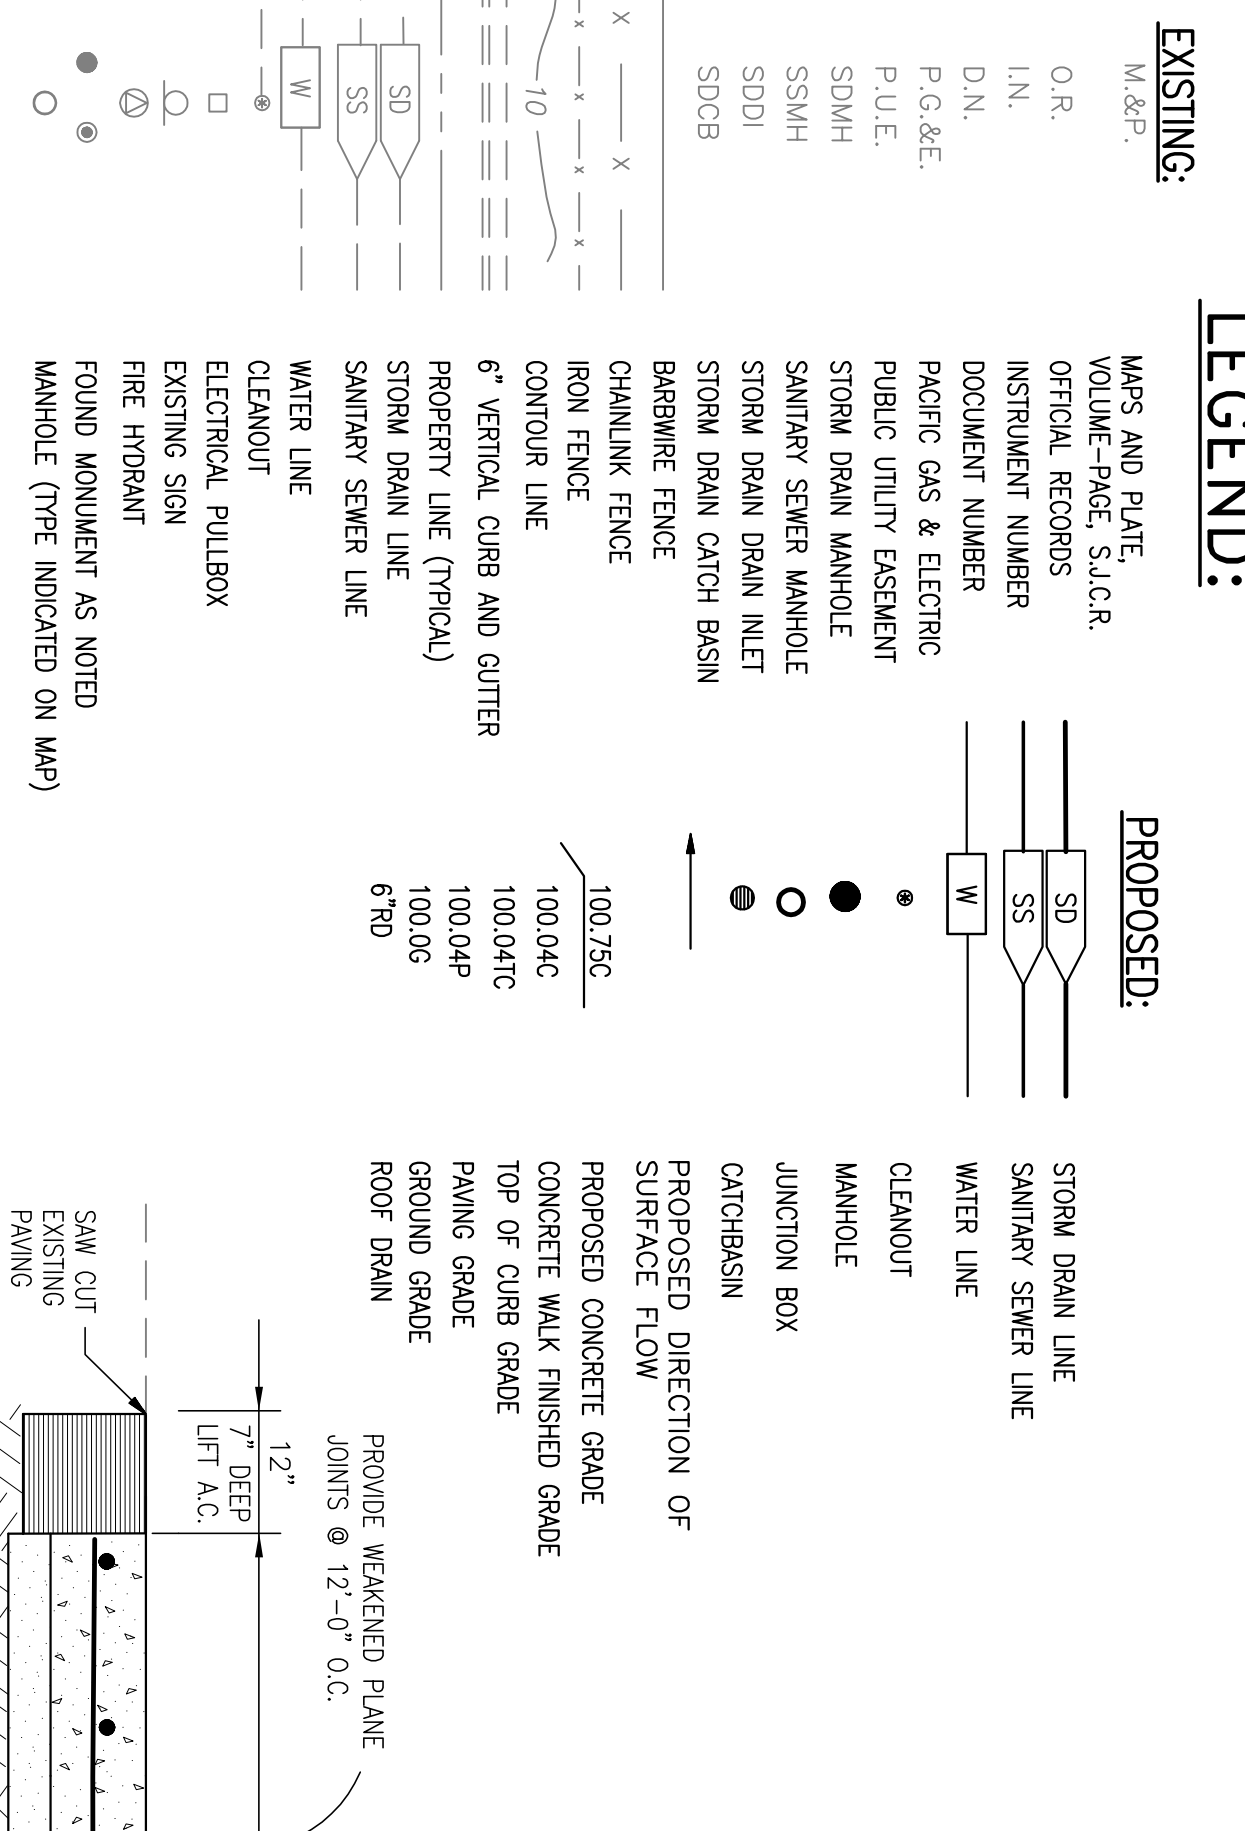 LEGEND:
EXISTING:
M.&P.
MAPS AND PLATE,
VOLUME-PAGE, S.J.C.R.
O.R.
OFFICIAL RECORDS
I.N.
INSTRUMENT NUMBER
D.N.
DOCUMENT NUMBER
P.G.&E.
PACIFIC GAS & ELECTRIC
P.U.E.
PUBLIC UTILITY EASEMENT
SDMH
STORM DRAIN MANHOLE
SSMH
SANITARY SEWER MANHOLE
SDDI
STORM DRAIN DRAIN INLET
SDCB
STORM DRAIN CATCH BASIN
BARBWIRE FENCE
X X
CHAINLINK FENCE
x x x x
IRON FENCE
10
CONTOUR LINE
6" VERTICAL CURB AND GUTTER
PROPERTY LINE (TYPICAL)
SD
STORM DRAIN LINE
SS
SANITARY SEWER LINE
W
WATER LINE
CLEANOUT
ELECTRICAL PULLBOX
EXISTING SIGN
FIRE HYDRANT
FOUND MONUMENT AS NOTED
MANHOLE (TYPE INDICATED ON MAP)
PROPOSED:
SD
STORM DRAIN LINE
SS
SANITARY SEWER LINE
W
WATER LINE
CLEANOUT
MANHOLE
JUNCTION BOX
CATCHBASIN
PROPOSED DIRECTION OF
SURFACE FLOW
100.75C
PROPOSED CONCRETE GRADE
100.04C
CONCRETE WALK FINISHED GRADE
100.04TC
TOP OF CURB GRADE
100.04P
PAVING GRADE
100.0G
GROUND GRADE
6"RD
ROOF DRAIN
PROVIDE WEAKENED PLANE
JOINTS @ 12'-0" O.C.
12"
7" DEEP
LIFT A.C.
SAW CUT
EXISTING
PAVING